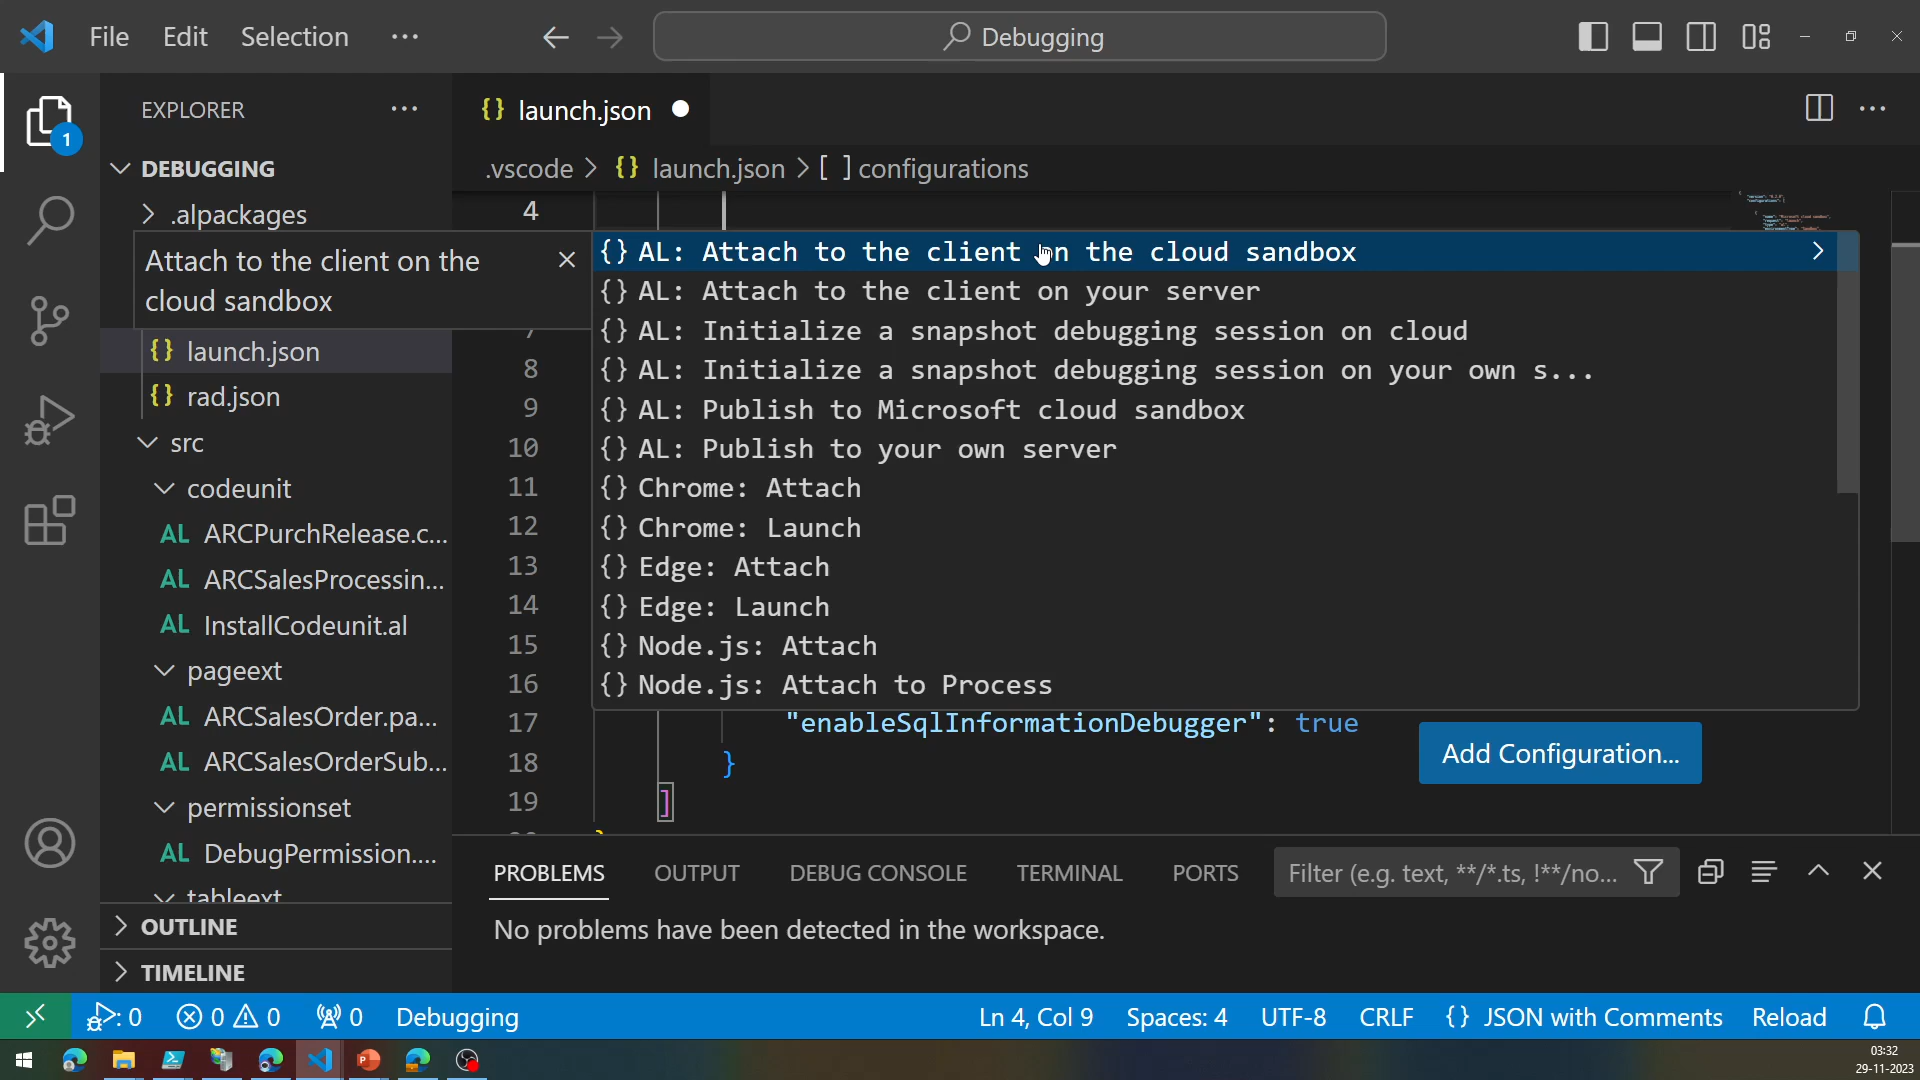 File Edit Selection ···
Debugging
EXPLORER ···
1
DEBUGGING
.alpackages
Attach to the client on the
cloud sandbox
{} launch.json
{} rad.json
src
codeunit
AL ARCPurchRelease.c...
AL ARCSalesProcessin...
AL InstallCodeunit.al
pageext
AL ARCSalesOrder.pa...
AL ARCSalesOrderSub...
permissionset
AL DebugPermission....
tableext
OUTLINE
TIMELINE
{} launch.json
.vscode > {} launch.json > [ ] configurations
4
{} AL: Attach to the client on the cloud sandbox
{} AL: Attach to the client on your server
7 {} AL: Initialize a snapshot debugging session on cloud
8 {} AL: Initialize a snapshot debugging session on your own s...
9 {} AL: Publish to Microsoft cloud sandbox
10 {} AL: Publish to your own server
11 {} Chrome: Attach
12 {} Chrome: Launch
13 {} Edge: Attach
14 {} Edge: Launch
15 {} Node.js: Attach
16 {} Node.js: Attach to Process
17 "enableSqlInformationDebugger": true
18 }
19 ]
Add Configuration...
PROBLEMS OUTPUT DEBUG CONSOLE TERMINAL PORTS Filter (e.g. text, **/*.ts, !**/no...
No problems have been detected in the workspace.
: 0 0 0 0 Debugging Ln 4, Col 9 Spaces: 4 UTF-8 CRLF {} JSON with Comments Reload
03:32
29-11-2023